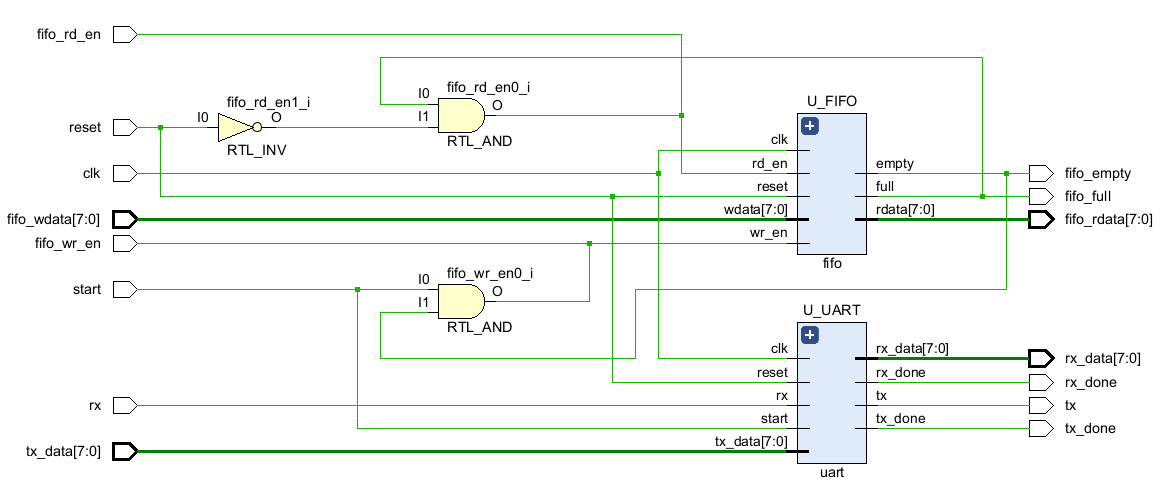 fifo_rd_en
fifo_rd_en0_i
I0
O
I1
RTL_AND
fifo_rd_en1_i
I0
O
RTL_INV
reset
clk
fifo_wdata[7:0]
fifo_wr_en
start
fifo_wr_en0_i
I0
O
I1
RTL_AND
rx
tx_data[7:0]
U_FIFO
clk
rd_en
reset
wdata[7:0]
wr_en
empty
full
rdata[7:0]
fifo
fifo_empty
fifo_full
fifo_rdata[7:0]
U_UART
clk
reset
rx
start
tx_data[7:0]
rx_data[7:0]
rx_done
tx
tx_done
uart
rx_data[7:0]
rx_done
tx
tx_done